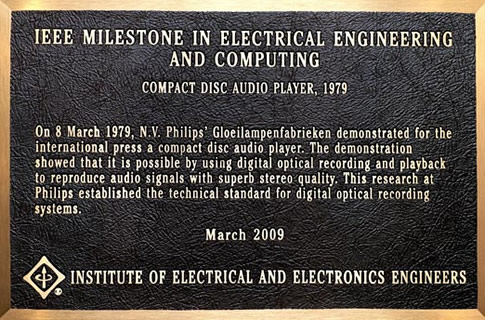 IEEE MILESTONE IN ELECTRICAL ENGINEERING
AND COMPUTING
COMPACT DISC AUDIO PLAYER, 1979
On 8 March 1979, N.V. Philips' Gloeilampenfabrieken demonstrated for the
international press a compact disc audio player. The demonstration
showed that it is possible by using digital optical recording and playback
to reproduce audio signals with superb stereo quality. This research at
Philips established the technical standard for digital optical recording
systems.
March 2009
INSTITUTE OF ELECTRICAL AND ELECTRONICS ENGINEERS